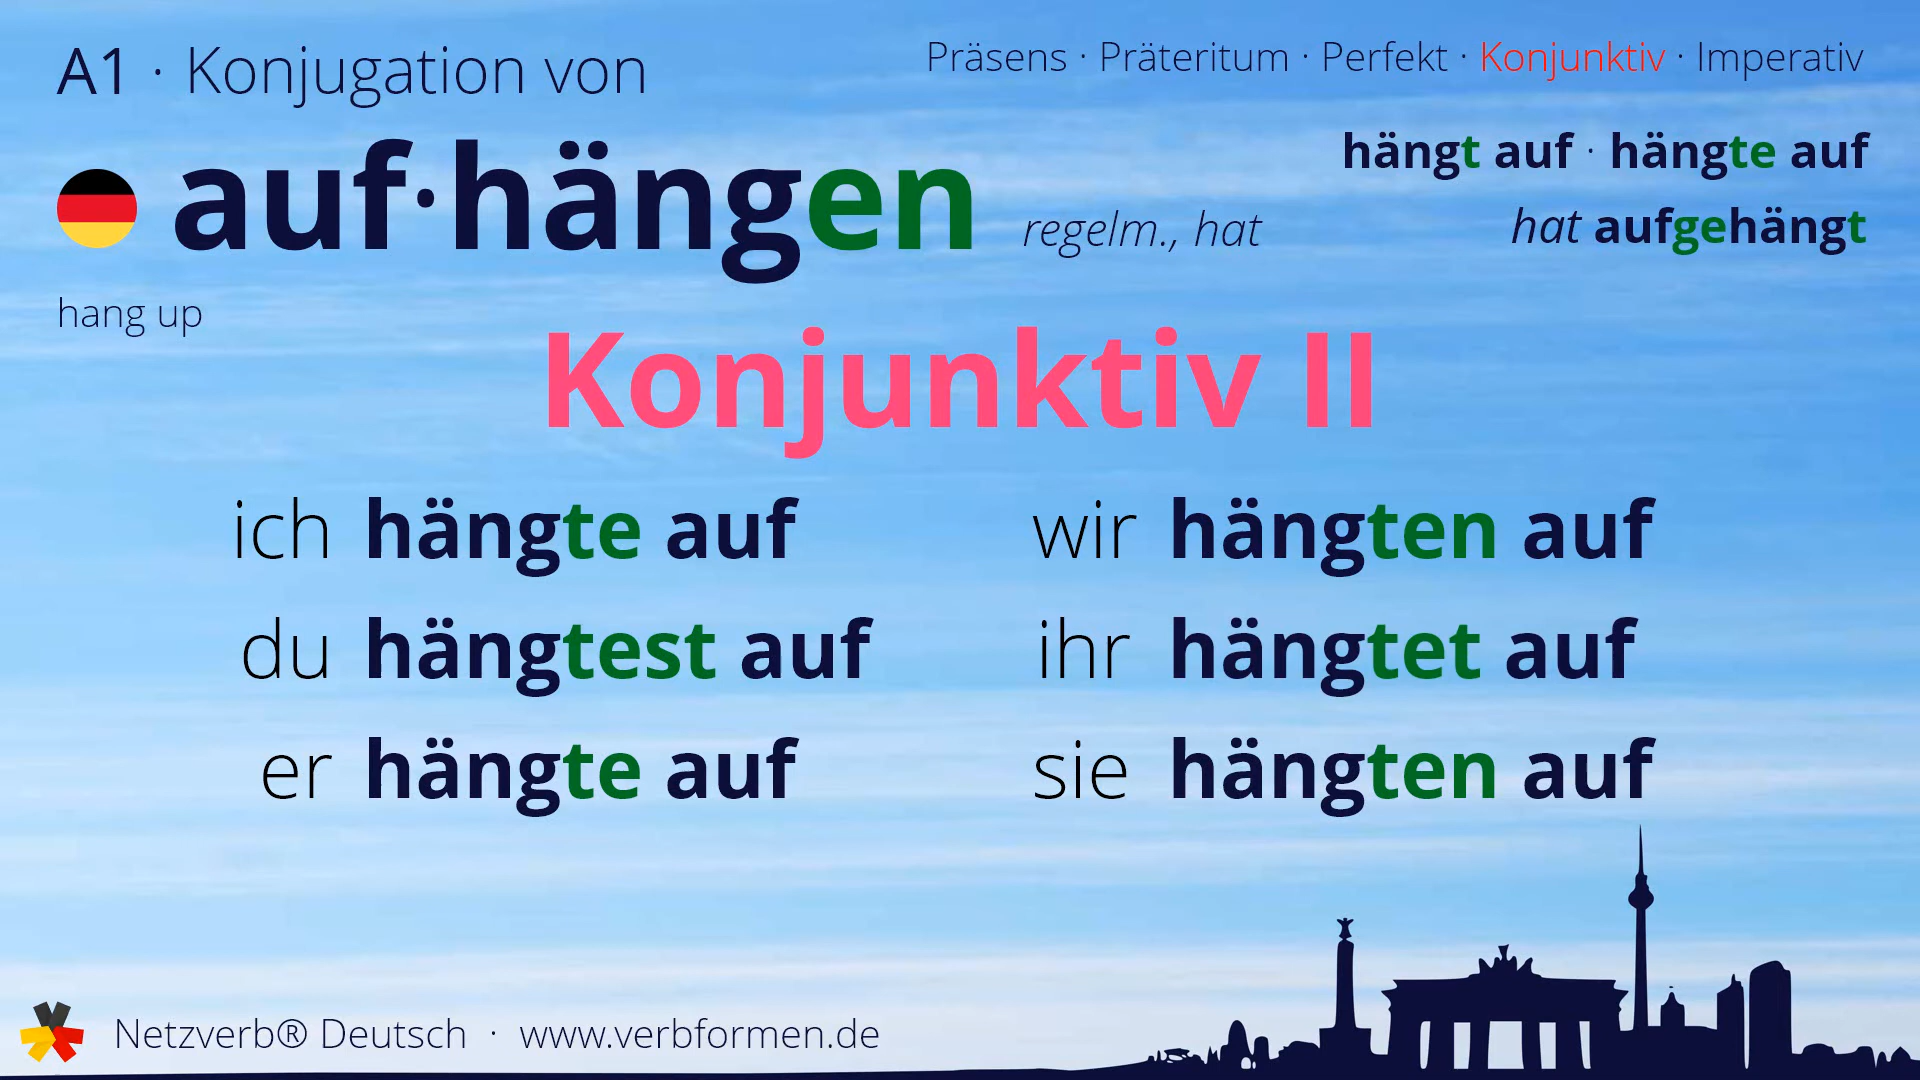 A1 · Konjugation von
Präsens · Präteritum · Perfekt · Konjunktiv · Imperativ
auf·hängen regelm., hat
hängt auf · hängte auf
hat aufgehängt
hang up
Konjunktiv II
ich hängte auf
du hängtest auf
er hängte auf
wir hängten auf
ihr hängtet auf
sie hängten auf
Netzverb® Deutsch · www.verbformen.de